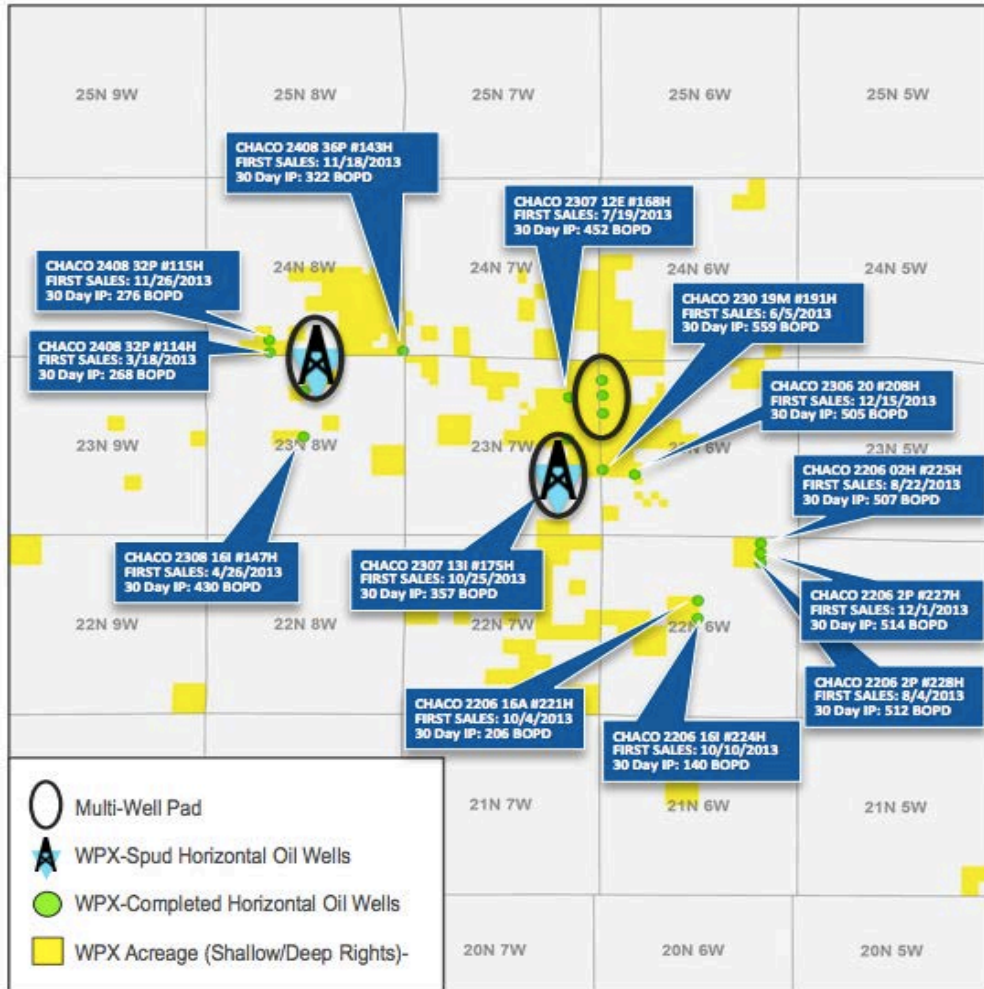 25N 9W
25N 8W
25N 7W
25N 6W
25N 5W
CHACO 2408 36P #143H
FIRST SALES: 11/18/2013
30 Day IP: 322 BOPD
CHACO 2307 12E #168H
FIRST SALES: 7/19/2013
30 Day IP: 452 BOPD
24N 8W
24N 7W
24N 6W
24N 5W
CHACO 2408 32P #115H
FIRST SALES: 11/26/2013
30 Day IP: 276 BOPD
CHACO 230 19M #191H
FIRST SALES: 6/5/2013
30 Day IP: 559 BOPD
CHACO 2408 32P #114H
FIRST SALES: 3/18/2013
30 Day IP: 268 BOPD
CHACO 2306 20 #208H
FIRST SALES: 12/15/2013
30 Day IP: 505 BOPD
23N 9W
23N 8W
23N 7W
6W
23N 5W
CHACO 2206 02H #225H
FIRST SALES: 8/22/2013
30 Day IP: 507 BOPD
CHACO 2308 16I #147H
FIRST SALES: 4/26/2013
30 Day IP: 430 BOPD
CHACO 2307 13I #175H
FIRST SALES: 10/25/2013
30 Day IP: 357 BOPD
CHACO 2206 2P #227H
FIRST SALES: 12/1/2013
30 Day IP: 514 BOPD
22N 9W
22N 8W
22N 7W
22N 6W
CHACO 2206 2P #228H
FIRST SALES: 8/4/2013
30 Day IP: 512 BOPD
CHACO 2206 16A #221H
FIRST SALES: 10/4/2013
30 Day IP: 206 BOPD
CHACO 2206 16I #224H
FIRST SALES: 10/10/2013
30 Day IP: 140 BOPD
21N 7W
21N 6W
21N 5W
Multi-Well Pad
WPX-Spud Horizontal Oil Wells
WPX-Completed Horizontal Oil Wells
WPX Acreage (Shallow/Deep Rights)-
20N 7W
20N 6W
20N 5W